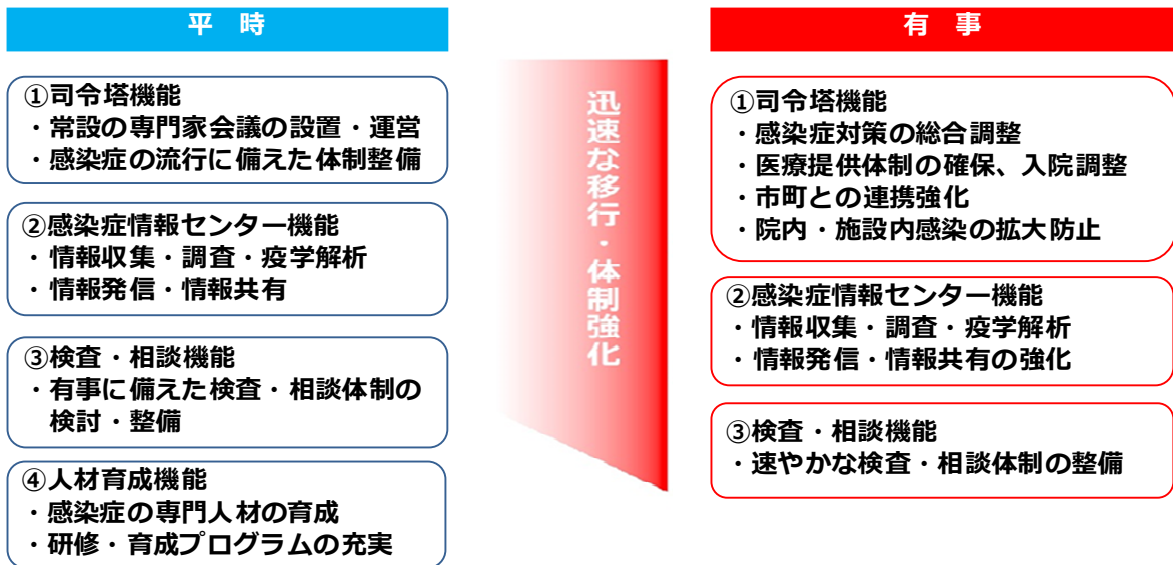 平 時
①司令塔機能
・常設の専門家会議の設置・運営
・感染症の流行に備えた体制整備
②感染症情報センター機能
・情報収集・調査・疫学解析
・情報発信・情報共有
③検査・相談機能
・有事に備えた検査・相談体制の
検討・整備
④人材育成機能
・感染症の専門人材の育成
・研修・育成プログラムの充実
迅速な移行・体制強化
有 事
①司令塔機能
・感染症対策の総合調整
・医療提供体制の確保、入院調整
・市町との連携強化
・院内・施設内感染の拡大防止
②感染症情報センター機能
・情報収集・調査・疫学解析
・情報発信・情報共有の強化
③検査・相談機能
・速やかな検査・相談体制の整備